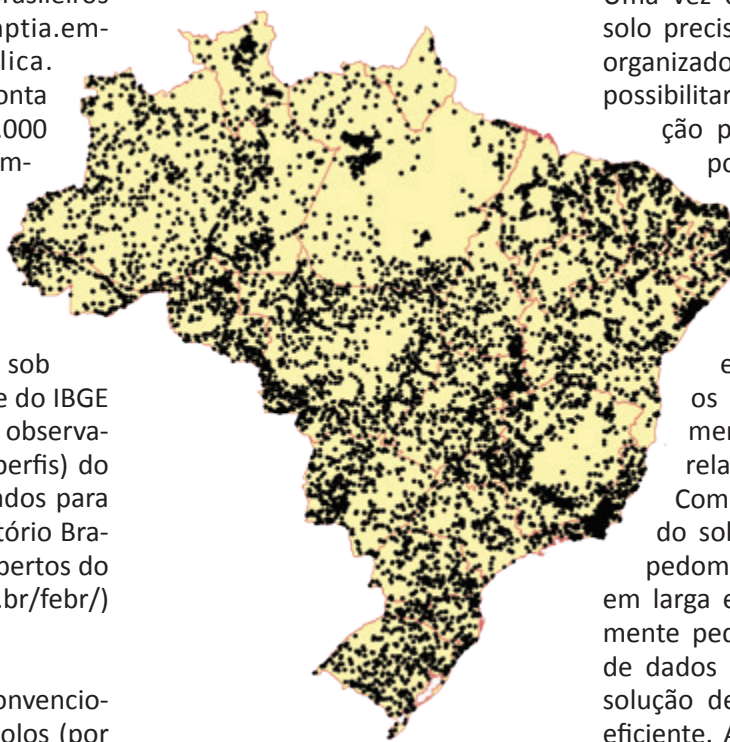 rasileiros
aptia.em-
lica.
onta
.000
m-
sob
e do IBGE
observa-
perfis) do
ados para
tório Bra-
bertos do
.br/febr/)
onvencio-
olos (por
solo precis
organizado
possibilitar
ção p
po
e
os
men
rela
Com
do sol
pedom
em larga e
mente ped
de dados
solução de
eficiente. A